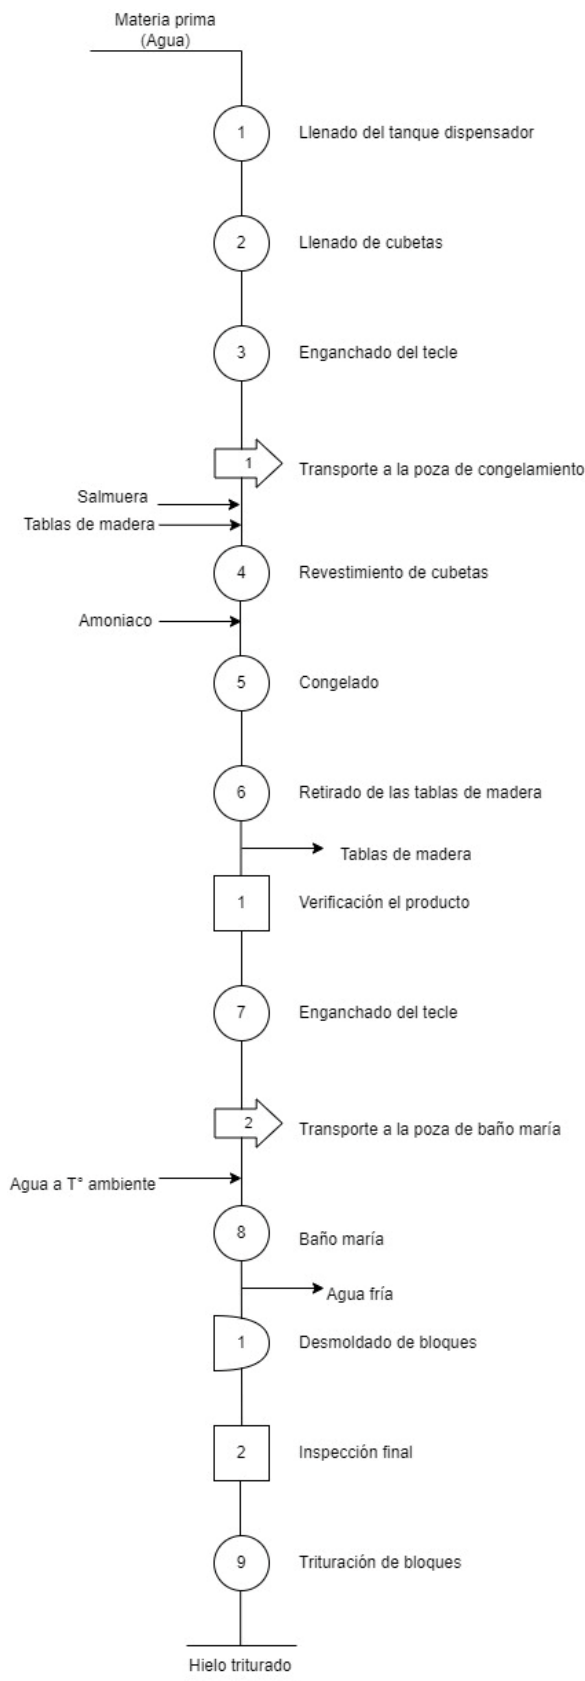 Materia prima
(Agua)
1 Llenado del tanque dispensador
2 Llenado de cubetas
3 Enganchado del tecle
1 Transporte a la poza de congelamiento
Salmuera
Tablas de madera
4 Revestimiento de cubetas
Amoniaco
5 Congelado
6 Retirado de las tablas de madera
Tablas de madera
1 Verificación el producto
7 Enganchado del tecle
2 Transporte a la poza de baño maría
Agua a T° ambiente
8 Baño maría
Agua fría
1 Desmoldado de bloques
2 Inspección final
9 Trituración de bloques
Hielo triturado